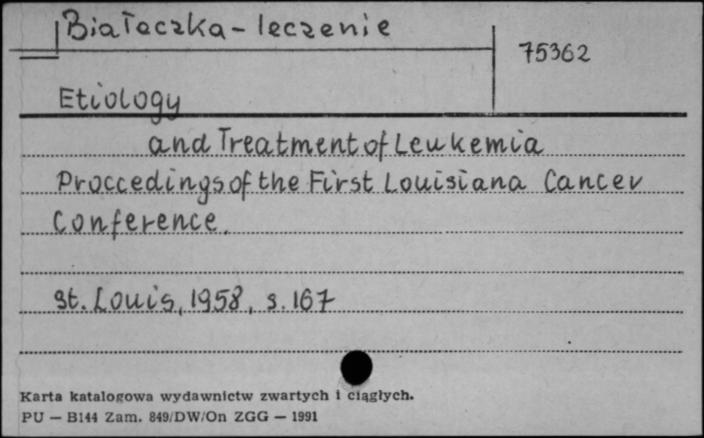 Białaczka - leczenie
75362
Etiology
and Treatment of Leukemia
Proccedings of the First Louisiana Cancer
Conference.
St. Louis, 1958, s. 167
Karta katalogowa wydawnictw zwartych i ciągłych.
PU — B144 Zam. 849/DW/On ZGG — 1991